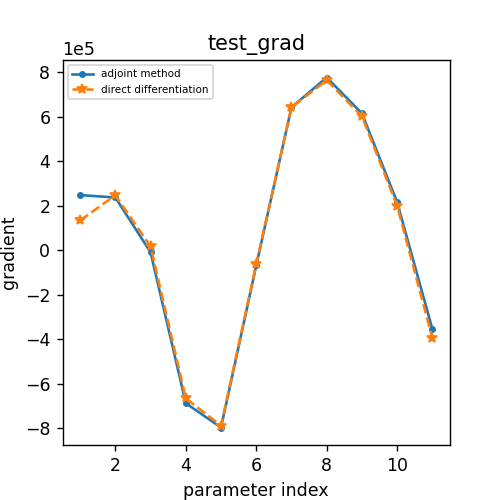 test_grad
1e5
adjoint method
direct differentiation
8
6
4
2
0
−2
−4
−6
−8
gradient
2
4
6
8
10
parameter index